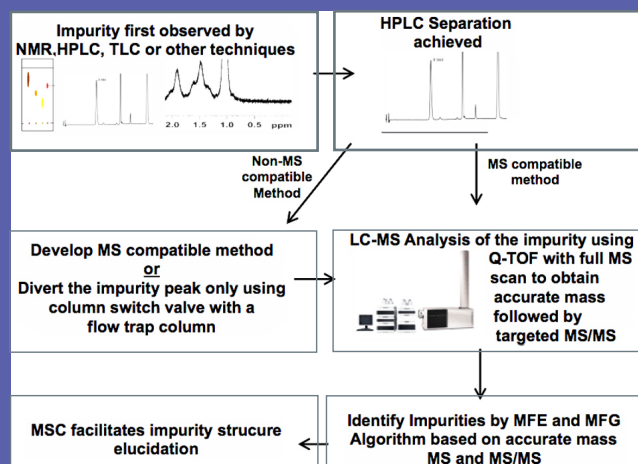 Impurity first observed by
NMR,HPLC, TLC or other techniques
2.0 1.5 1.0 0.5
ppm
HPLC Separation
achieved
Non-MS
compatible
Method
MS compatible
method
Develop MS compatible method
or
Divert the impurity peak only using
column switch valve with a
flow trap column
LC-MS Analysis of the impurity using
Q-TOF with full MS
scan to obtain
accurate mass
followed by
targeted MS/MS
MSC facilitates impurity strucure
elucidation
Identify Impurities by MFE and MFG
Algorithm based on accurate mass
MS and MS/MS